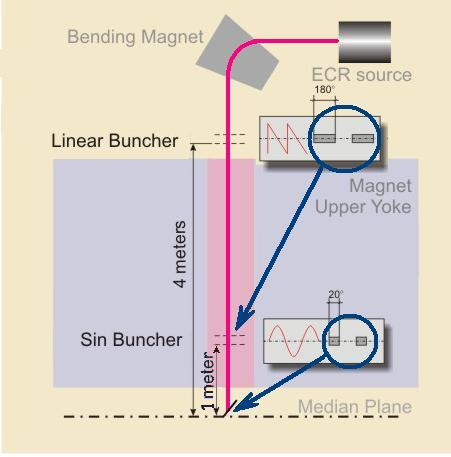 Bending Magnet
ECR source
180°
Linear Buncher
Magnet
Upper Yoke
4 meters
20°
Sin Buncher
1 meter
Median Plane